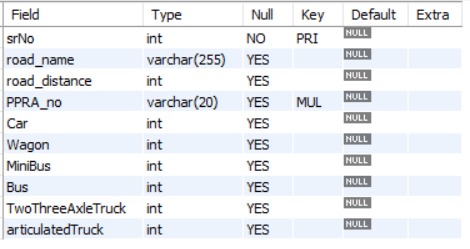 Field Type Null Key Default Extra
srNo int NO PRI NULL
road_name varchar(255) YES NULL
road_distance int YES NULL
PPRA_no varchar(20) YES MUL NULL
Car int YES NULL
Wagon int YES NULL
MiniBus int YES NULL
Bus int YES NULL
TwoThreeAxleTruck int YES NULL
articulatedTruck int YES NULL